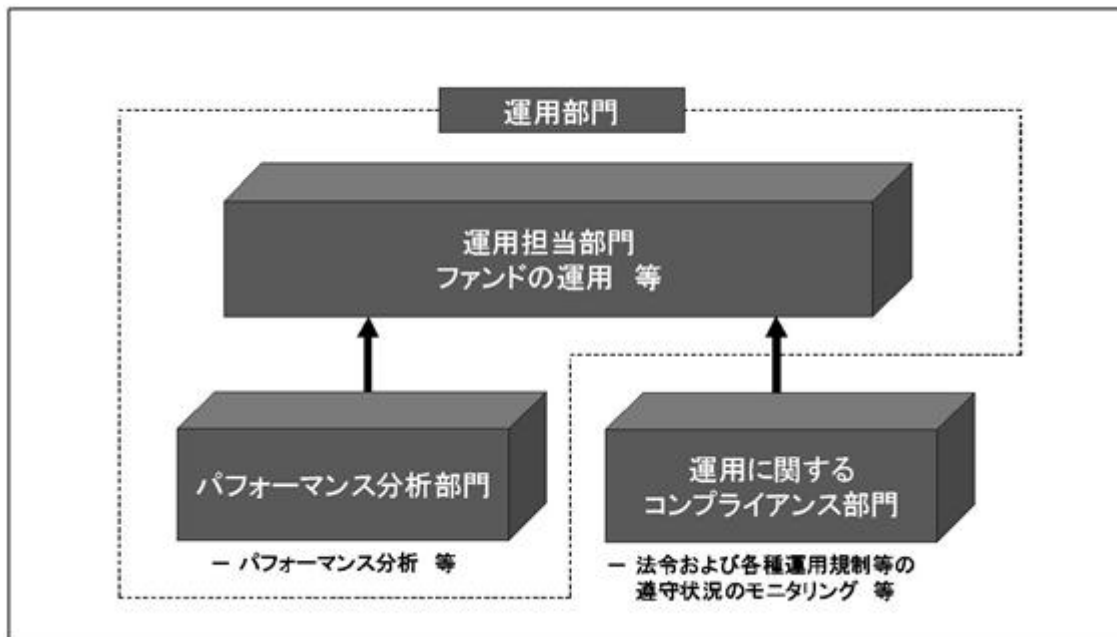 運用部門
運用担当部門
ファンドの運用 等
パフォーマンス分析部門
－ パフォーマンス分析 等
運用に関する
コンプライアンス部門
－ 法令および各種運用規制等の
遵守状況のモニタリング 等